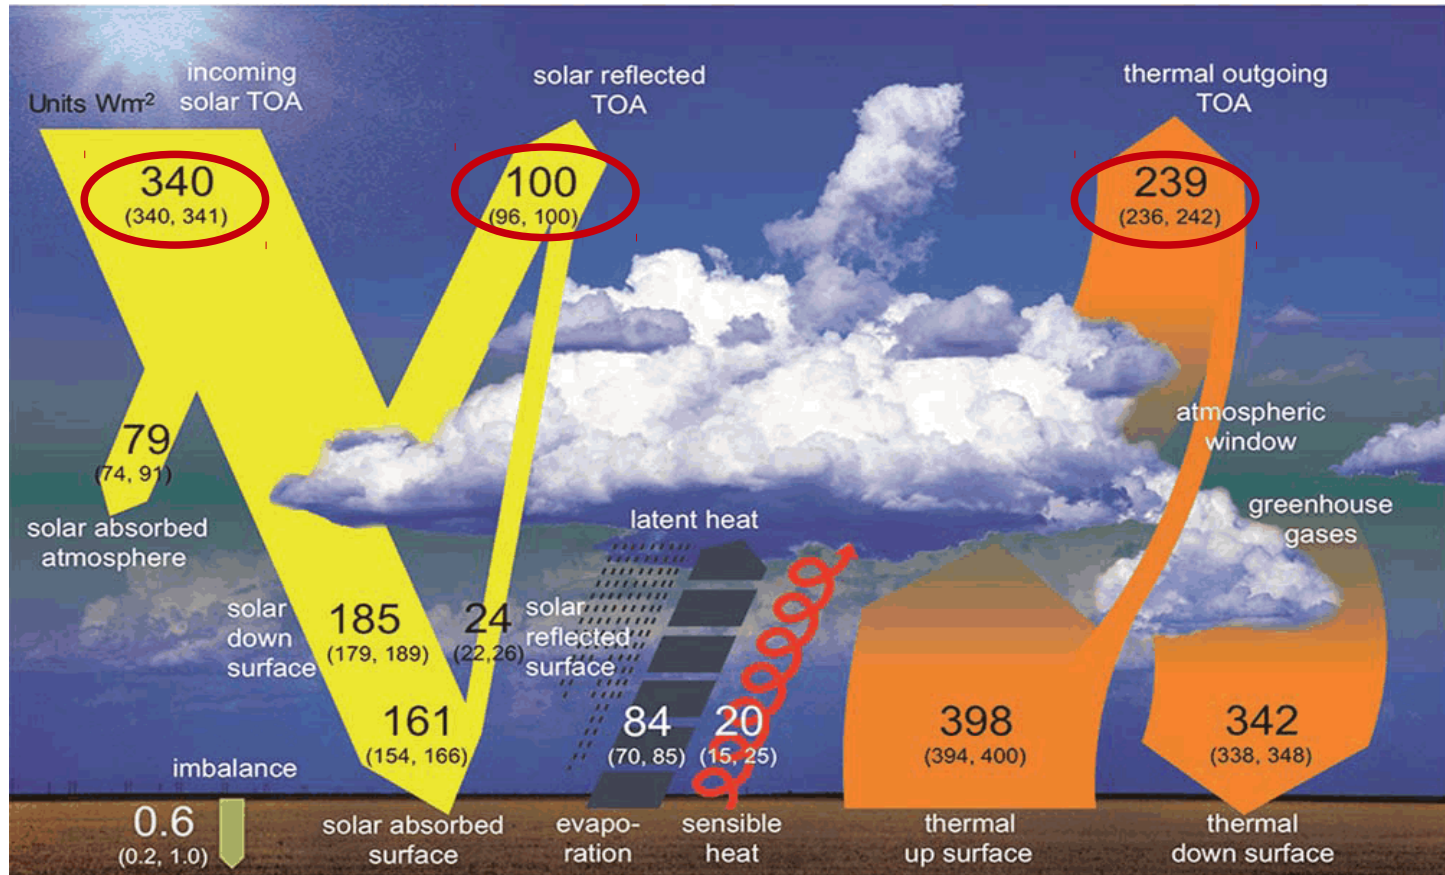 incoming
solar TOA
Units Wm²
340
(340, 341)
solar reflected
TOA
100
(96, 100)
thermal outgoing
TOA
239
(236, 242)
79
(74, 91)
solar absorbed
atmosphere
atmospheric
window
greenhouse
gases
latent heat
solar
down
surface
185
(179, 189)
24
(22,26)
solar
reflected
surface
161
(154, 166)
84
(70, 85)
20
(15, 25)
398
(394, 400)
342
(338, 348)
imbalance
0.6
(0.2, 1.0)
solar absorbed
surface
evapo-
ration
sensible
heat
thermal
up surface
thermal
down surface